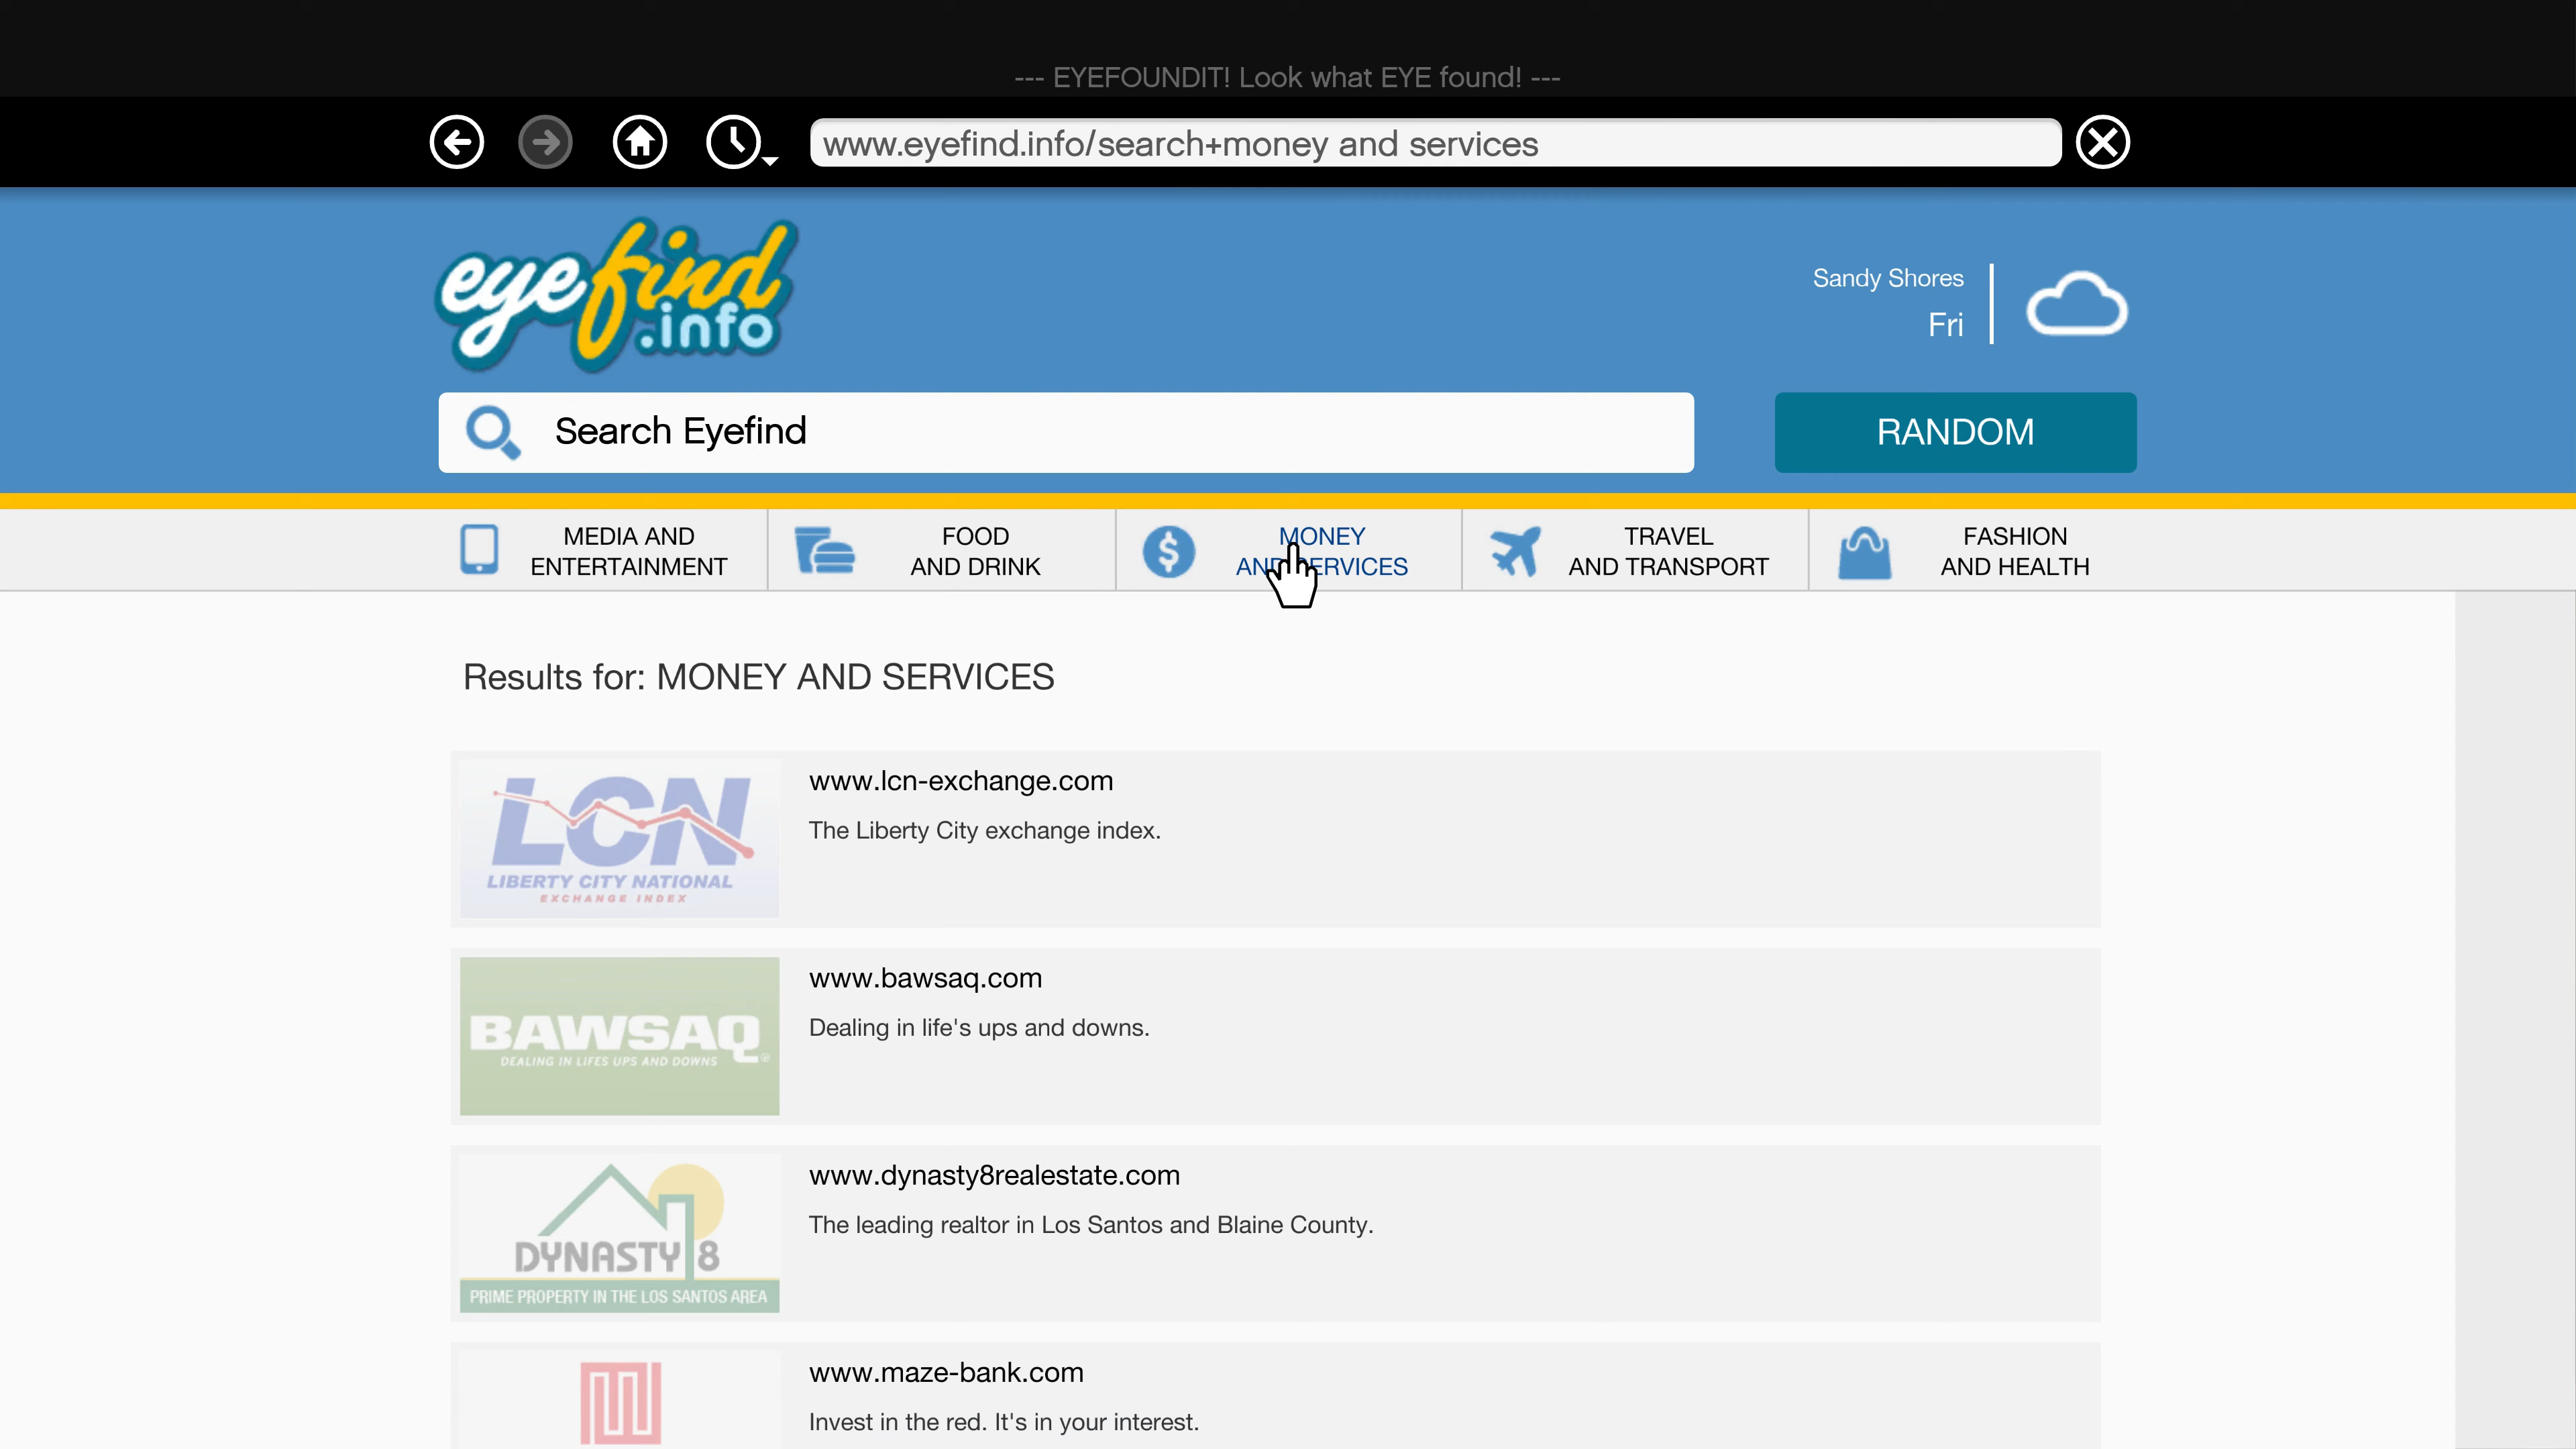 --- EYEFOUNDIT! Look what EYE found! ---
www.eyefind.info/search+money and services
eyefind
.info
Sandy Shores
Fri
Search Eyefind
RANDOM
MEDIA AND
ENTERTAINMENT
FOOD
AND DRINK
MONEY
AND SERVICES
TRAVEL
AND TRANSPORT
FASHION
AND HEALTH
Results for: MONEY AND SERVICES
LCN
LIBERTY CITY NATIONAL
EXCHANGE INDEX
www.lcn-exchange.com
The Liberty City exchange index.
BAWSAQ
DEALING IN LIFES UPS AND DOWNS
www.bawsaq.com
Dealing in life's ups and downs.
DYNASTY 8
PRIME PROPERTY IN THE LOS SANTOS AREA
www.dynasty8realestate.com
The leading realtor in Los Santos and Blaine County.
www.maze-bank.com
Invest in the red. It's in your interest.